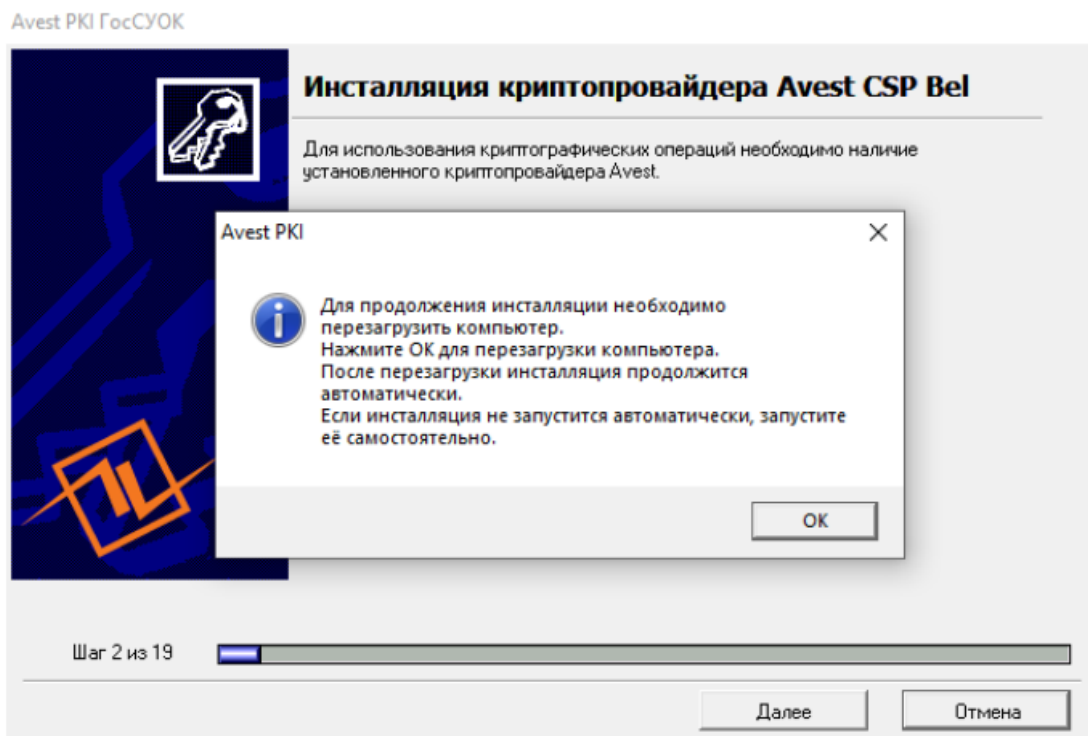 Avest PKI ГосСУОК
Инсталляция криптопровайдера Avest CSP Bel
Для использования криптографических операций необходимо наличие
установленного криптопровайдера Avest.
Avest PKI
Для продолжения инсталляции необходимо
перезагрузить компьютер.
Нажмите ОК для перезагрузки компьютера.
После перезагрузки инсталляция продолжится
автоматически.
Если инсталляция не запустится автоматически, запустите
её самостоятельно.
ОК
Шаг 2 из 19
Далее
Отмена